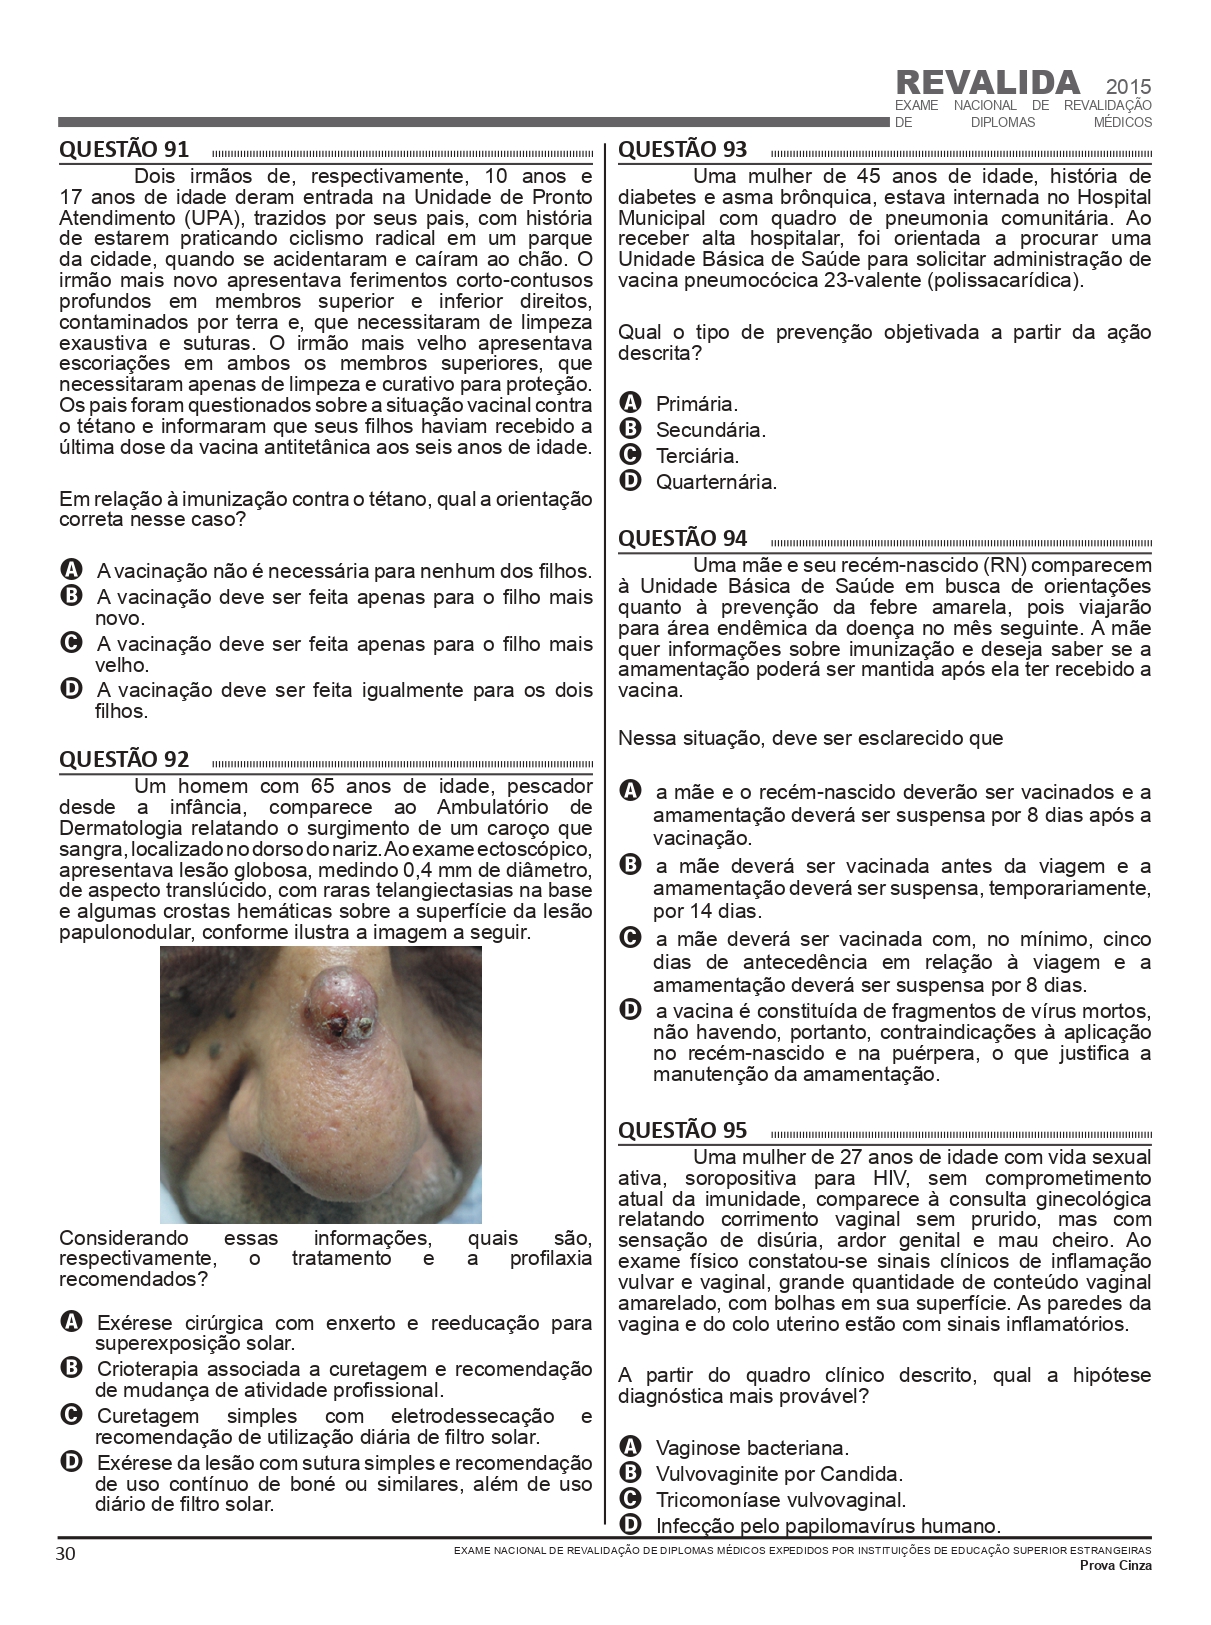 REVALIDA 2015
EXAME NACIONAL DE REVALIDAÇÃO
DE DIPLOMAS MÉDICOS
QUESTÃO 91
Dois irmãos de, respectivamente, 10 anos e
17 anos de idade deram entrada na Unidade de Pronto
Atendimento (UPA), trazidos por seus pais, com história
de estarem praticando ciclismo radical em um parque
da cidade, quando se acidentaram e caíram ao chão. O
irmão mais novo apresentava ferimentos corto-contusos
profundos em membros superior e inferior direitos,
contaminados por terra e, que necessitaram de limpeza
exaustiva e suturas. O irmão mais velho apresentava
escoriações em ambos os membros superiores, que
necessitaram apenas de limpeza e curativo para proteção.
Os pais foram questionados sobre a situação vacinal contra
o tétano e informaram que seus filhos haviam recebido a
última dose da vacina antitetânica aos seis anos de idade.
Em relação à imunização contra o tétano, qual a orientação
correta nesse caso?
A A vacinação não é necessária para nenhum dos filhos.
B A vacinação deve ser feita apenas para o filho mais
novo.
C A vacinação deve ser feita apenas para o filho mais
velho.
D A vacinação deve ser feita igualmente para os dois
filhos.
QUESTÃO 92
Um homem com 65 anos de idade, pescador
desde a infância, comparece ao Ambulatório de
Dermatologia relatando o surgimento de um caroço que
sangra, localizado no dorso do nariz. Ao exame ectoscópico,
apresentava lesão globosa, medindo 0,4 mm de diâmetro,
de aspecto translúcido, com raras telangiectasias na base
e algumas crostas hemáticas sobre a superfície da lesão
papulonodular, conforme ilustra a imagem a seguir.
Considerando essas informações, quais são,
respectivamente, o tratamento e a profilaxia
recomendados?
A Exérese cirúrgica com enxerto e reeducação para
superexposição solar.
B Crioterapia associada a curetagem e recomendação
de mudança de atividade profissional.
C Curetagem simples com eletrodessecação e
recomendação de utilização diária de filtro solar.
D Exérese da lesão com sutura simples e recomendação
de uso contínuo de boné ou similares, além de uso
diário de filtro solar.
QUESTÃO 93
Uma mulher de 45 anos de idade, história de
diabetes e asma brônquica, estava internada no Hospital
Municipal com quadro de pneumonia comunitária. Ao
receber alta hospitalar, foi orientada a procurar uma
Unidade Básica de Saúde para solicitar administração de
vacina pneumocócica 23-valente (polissacarídica).
Qual o tipo de prevenção objetivada a partir da ação
descrita?
A Primária.
B Secundária.
C Terciária.
D Quarternária.
QUESTÃO 94
Uma mãe e seu recém-nascido (RN) comparecem
à Unidade Básica de Saúde em busca de orientações
quanto à prevenção da febre amarela, pois viajarão
para área endêmica da doença no mês seguinte. A mãe
quer informações sobre imunização e deseja saber se a
amamentação poderá ser mantida após ela ter recebido a
vacina.
Nessa situação, deve ser esclarecido que
A a mãe e o recém-nascido deverão ser vacinados e a
amamentação deverá ser suspensa por 8 dias após a
vacinação.
B a mãe deverá ser vacinada antes da viagem e a
amamentação deverá ser suspensa, temporariamente,
por 14 dias.
C a mãe deverá ser vacinada com, no mínimo, cinco
dias de antecedência em relação à viagem e a
amamentação deverá ser suspensa por 8 dias.
D a vacina é constituída de fragmentos de vírus mortos,
não havendo, portanto, contraindicações à aplicação
no recém-nascido e na puérpera, o que justifica a
manutenção da amamentação.
QUESTÃO 95
Uma mulher de 27 anos de idade com vida sexual
ativa, soropositiva para HIV, sem comprometimento
atual da imunidade, comparece à consulta ginecológica
relatando corrimento vaginal sem prurido, mas com
sensação de disúria, ardor genital e mau cheiro. Ao
exame físico constatou-se sinais clínicos de inflamação
vulvar e vaginal, grande quantidade de conteúdo vaginal
amarelado, com bolhas em sua superfície. As paredes da
vagina e do colo uterino estão com sinais inflamatórios.
A partir do quadro clínico descrito, qual a hipótese
diagnóstica mais provável?
A Vaginose bacteriana.
B Vulvovaginite por Candida.
C Tricomoníase vulvovaginal.
D Infecção pelo papilomavírus humano.
30
EXAME NACIONAL DE REVALIDAÇÃO DE DIPLOMAS MÉDICOS EXPEDIDOS POR INSTITUIÇÕES DE EDUCAÇÃO SUPERIOR ESTRANGEIRAS
Prova Cinza